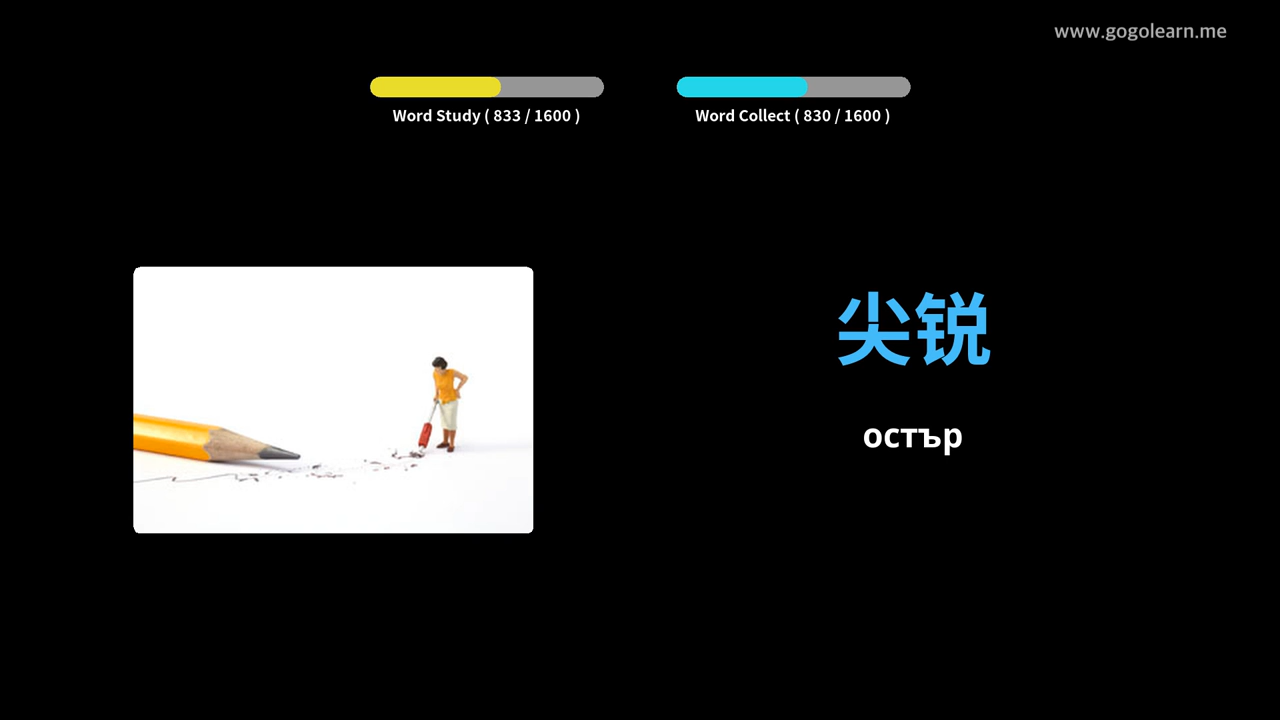 www.gogolearn.me
Word Study ( 833 / 1600 )
Word Collect ( 830 / 1600 )
尖锐
остър